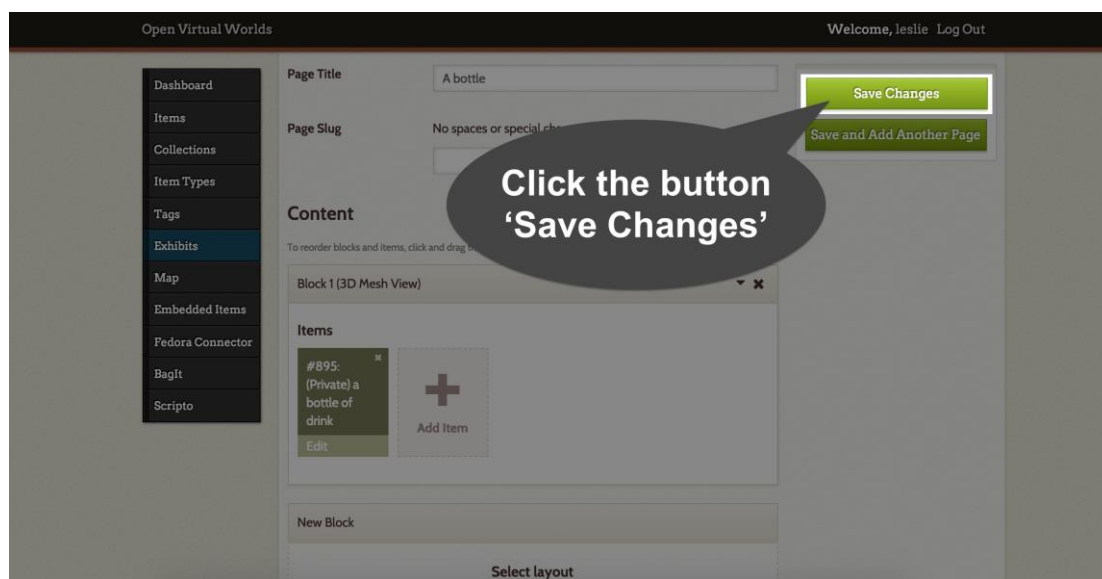 Open Virtual Worlds
Welcome, leslie Log Out
Dashboard
Items
Collections
Item Types
Tags
Exhibits
Map
Embedded Items
Fedora Connector
BagIt
Scripto
Page Title
A bottle
Page Slug
No spaces or special
Content
To reorder blocks and items, click and drag
Block 1 (3D Mesh View)
Items
#895:
(Private) a
bottle of
drink
Edit
Add Item
New Block
Select layout
Save Changes
Save and Add Another Page
Click the button
‘Save Changes’